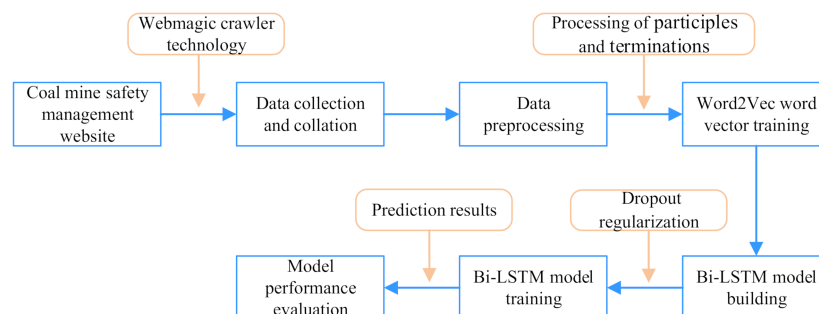 Webmagic crawler
technology
Processing of participles
and terminations
Coal mine safety
management
website
Data collection
and collation
Data
preprocessing
Word2Vec word
vector training
Prediction results
Dropout
regularization
Model
performance
evaluation
Bi-LSTM model
training
Bi-LSTM model
building